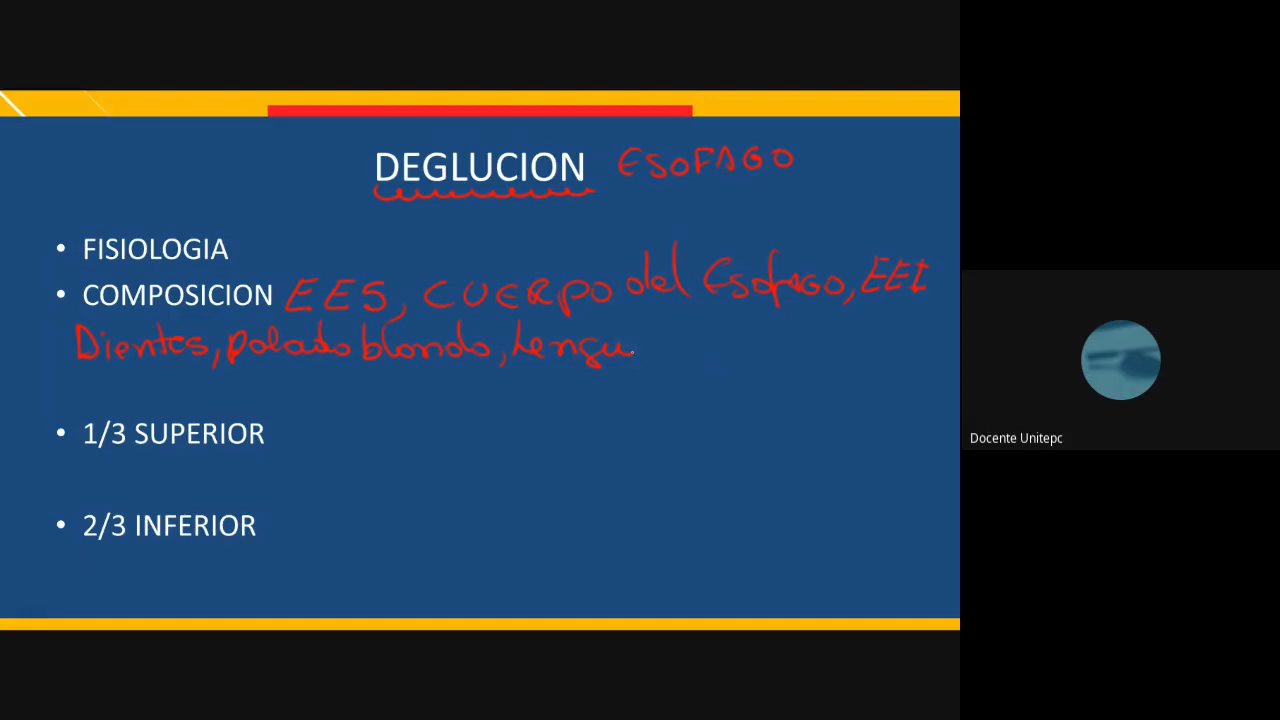 DEGLUCION ESOFAGO
• FISIOLOGIA
• COMPOSICION EES, CUERPO del Esofago, EEI
Dientes, palado blando, Lengu
• 1/3 SUPERIOR
• 2/3 INFERIOR
Docente Unitepc